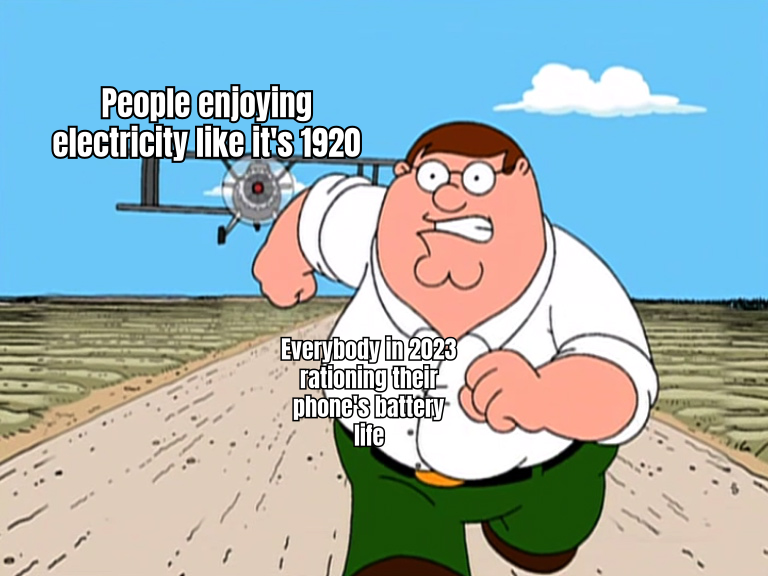 People enjoying
electricity like it's 1920
Everybody in 2023
rationing their
phone's battery
life